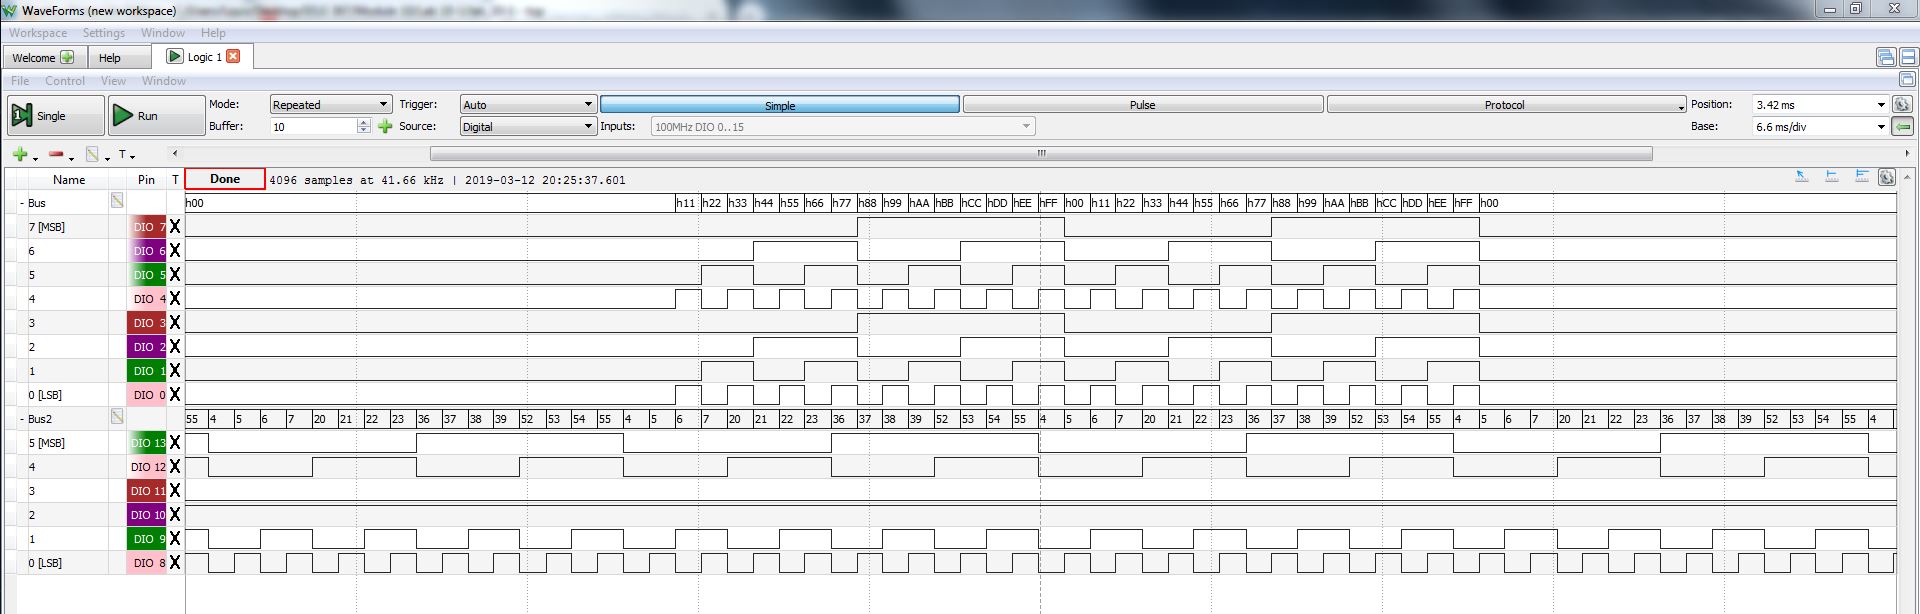 WaveForms (new workspace)
Workspace Settings Window Help
Welcome Help Logic 1
File Control View Window
Single Run Mode: Repeated Trigger: Auto Simple Pulse Protocol Position: 3.42 ms
Buffer: 10 Source: Digital Inputs: 100MHz DIO 0..15 Base: 6.6 ms/div
T
Name Pin T Done 4096 samples at 41.66 kHz | 2019-03-12 20:25:37.601
- Bus h00 h11 h22 h33 h44 h55 h66 h77 h88 h99 hAA hBB hCC hDD hEE hFF h00 h11 h22 h33 h44 h55 h66 h77 h88 h99 hAA hBB hCC hDD hEE hFF h00
7 [MSB] DIO 7 X
6 DIO 6 X
5 DIO 5 X
4 DIO 4 X
3 DIO 3 X
2 DIO 2 X
1 DIO 1 X
0 [LSB] DIO 0 X
- Bus2 55 4 5 6 7 20 21 22 23 36 37 38 39 52 53 54 55 4 5 6 7 20 21 22 23 36 37 38 39 52 53 54 55 4 5 6 7 20 21 22 23 36 37 38 39 52 53 54 55 4 5 6 7 20 21 22 23 36 37 38 39 52 53 54 55 4
5 [MSB] DIO 13 X
4 DIO 12 X
3 DIO 11 X
2 DIO 10 X
1 DIO 9 X
0 [LSB] DIO 8 X